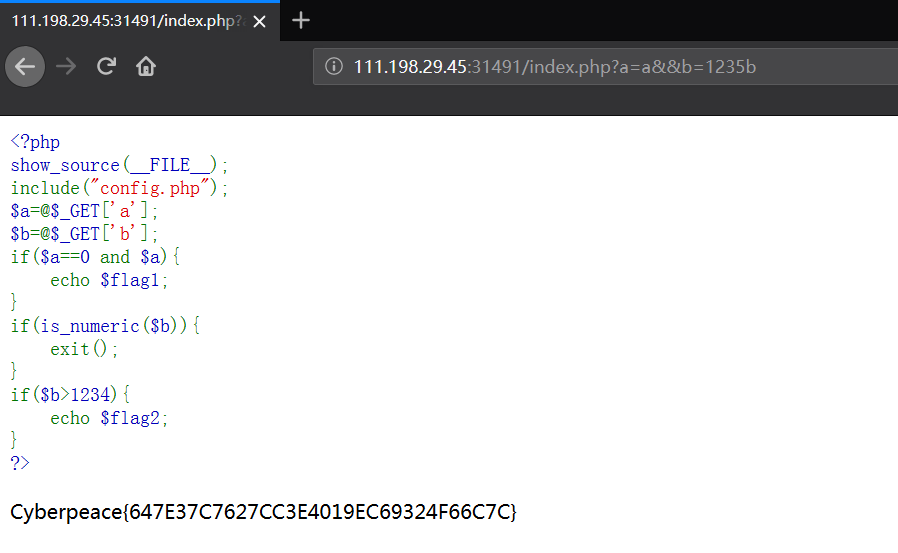 111.198.29.45:31491/index.php?
111.198.29.45:31491/index.php?a=a&&b=1235b
<?php
show_source(__FILE__);
include("config.php");
$a=@$_GET['a'];
$b=@$_GET['b'];
if($a==0 and $a){
    echo $flag1;
}
if(is_numeric($b)){
    exit();
}
if($b>1234){
    echo $flag2;
}
?>
Cyberpeace{647E37C7627CC3E4019EC69324F66C7C}